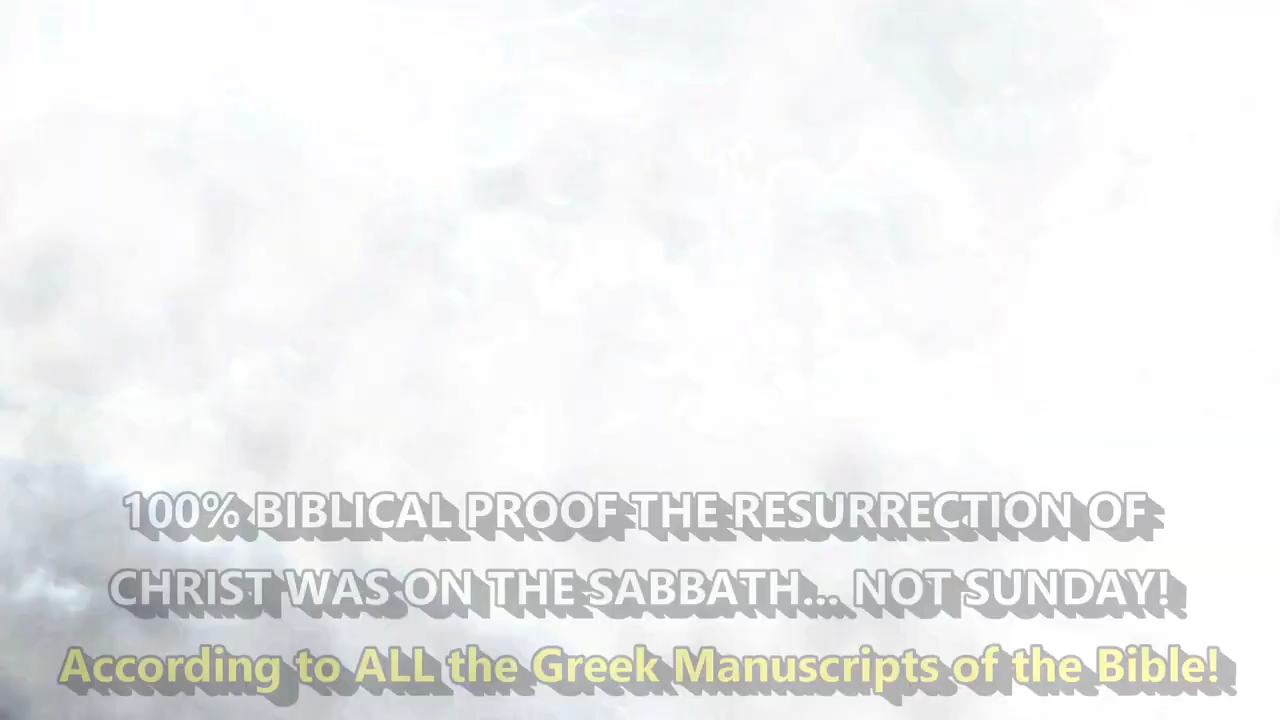 100% BIBLICAL PROOF THE RESURRECTION OF
CHRIST WAS ON THE SABBATH... NOT SUNDAY!
According to ALL the Greek Manuscripts of the Bible!